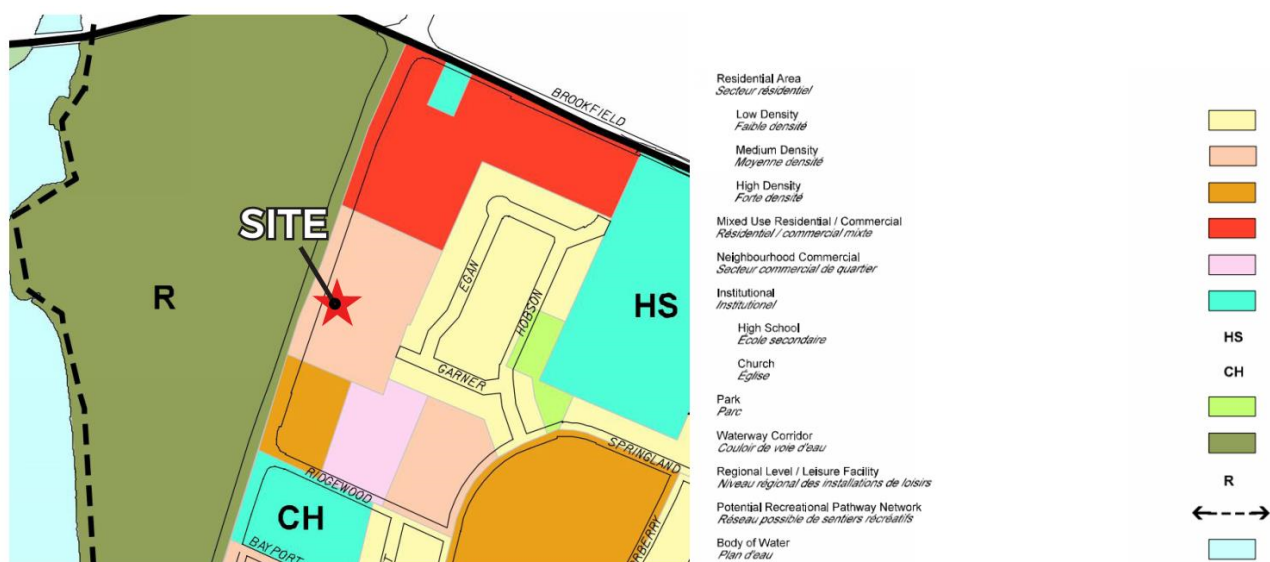 BROOKFIELD
SITE
R
EGAN
HOBSON
HS
GARNER
SPRINGLAND
RIDGEWOOD
CH
BAYPORT
Residential Area
Secteur résidentiel
Low Density
Faible densité
Medium Density
Moyenne densité
High Density
Forte densité
Mixed Use Residential / Commercial
Résidentiel / commercial mixte
Neighbourhood Commercial
Secteur commercial de quartier
Institutional
Institutionel
High School
École secondaire
HS
Church
Église
CH
Park
Parc
Waterway Corridor
Couloir de voie d'eau
Regional Level / Leisure Facility
Niveau régional des installations de loisirs
R
Potential Recreational Pathway Network
Réseau possible de sentiers récréatifs
Body of Water
Plan d'eau